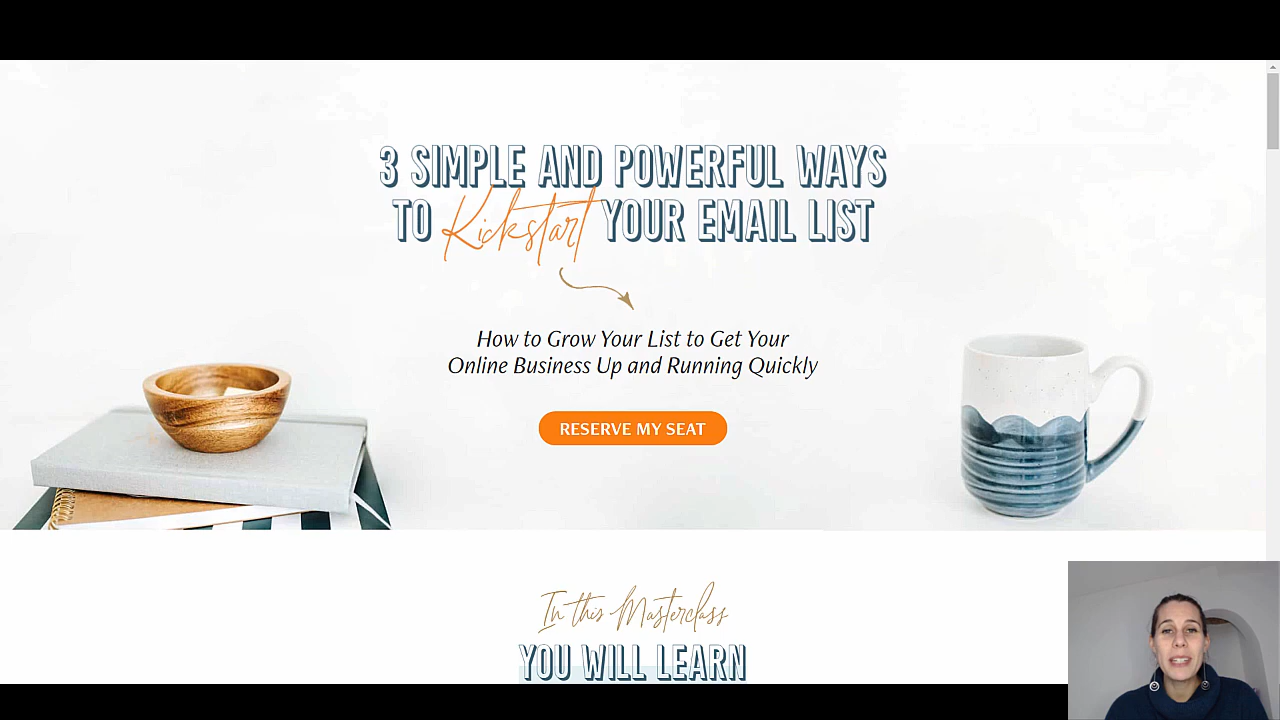 3 SIMPLE AND POWERFUL WAYS
TO Kickstart YOUR EMAIL LIST
How to Grow Your List to Get Your
Online Business Up and Running Quickly
RESERVE MY SEAT
In this Masterclass
YOU WILL LEARN